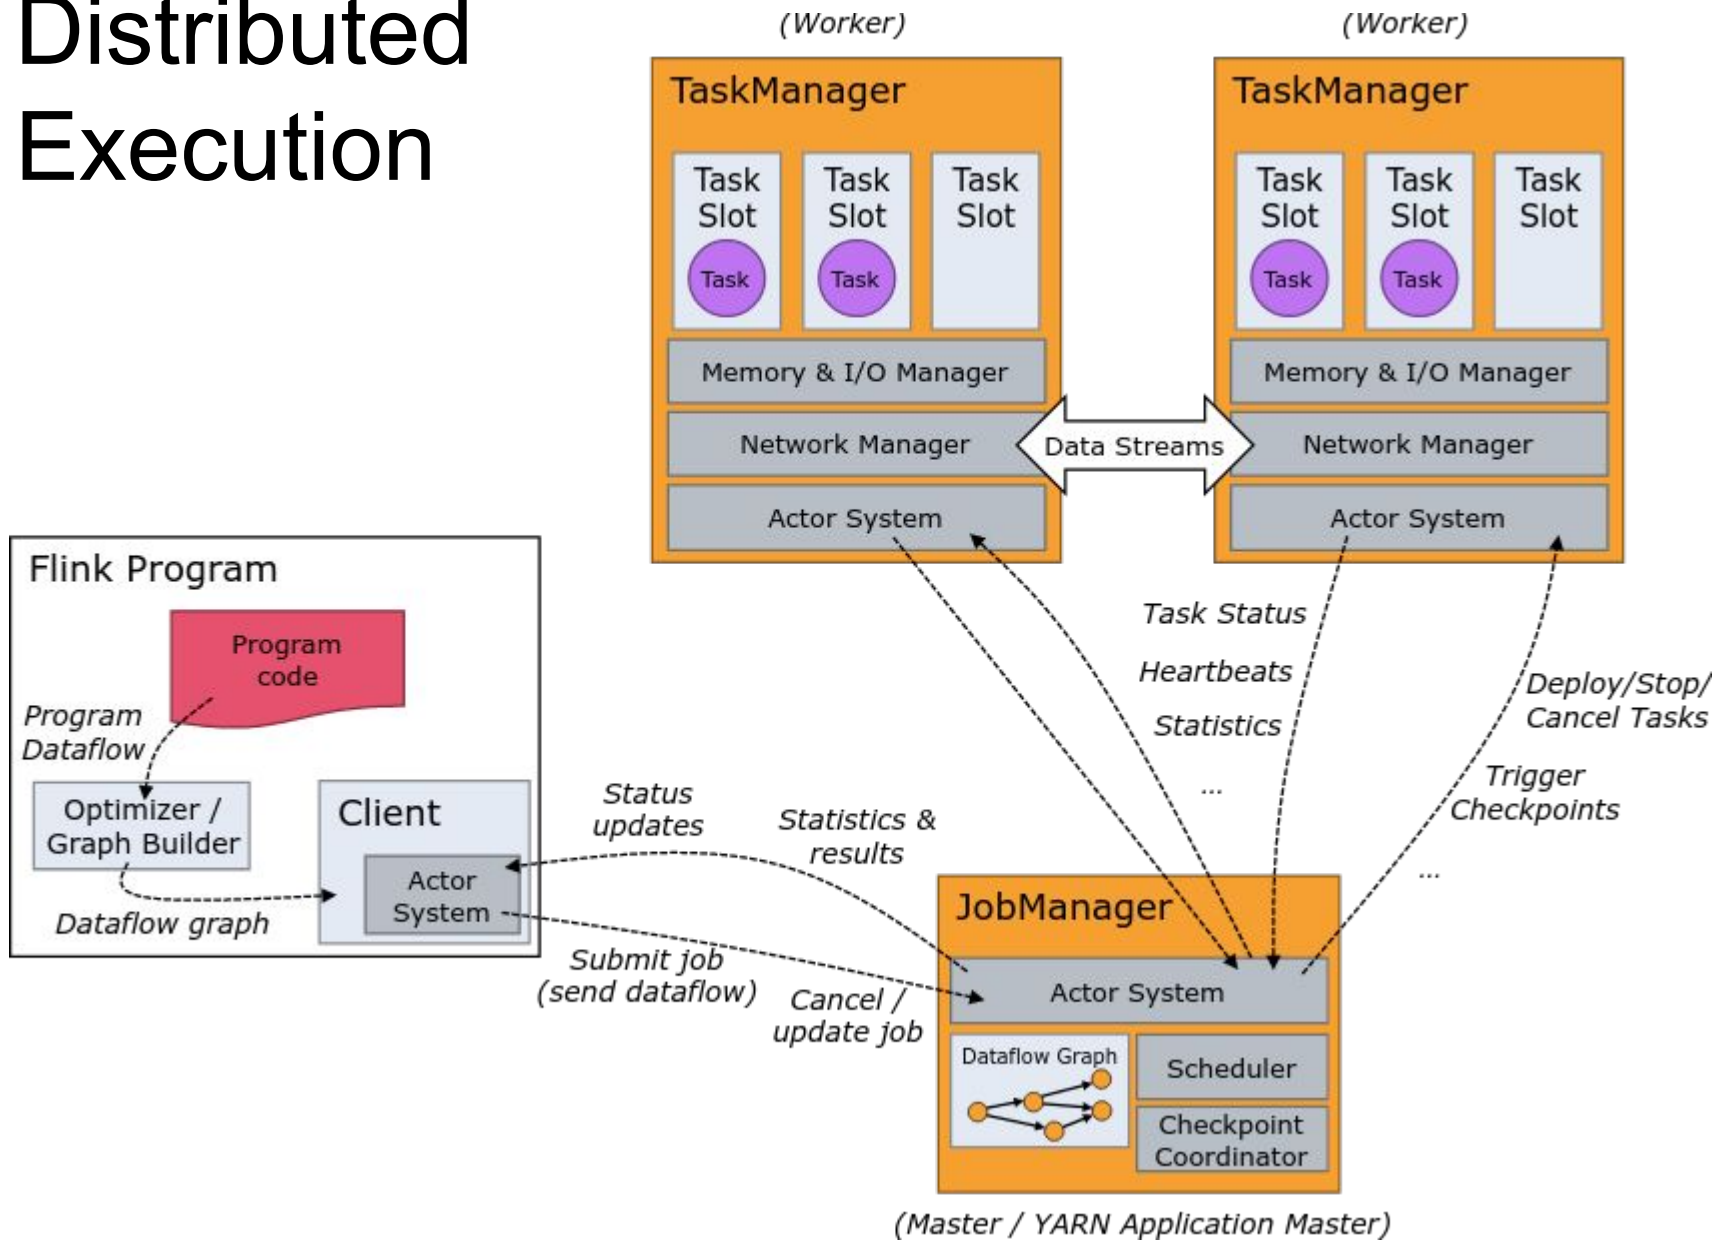 Distributed
Execution
(Worker)
TaskManager
Task
Slot
Task
Task
Slot
Task
Task
Slot
Memory & I/O Manager
Network Manager
Actor System
(Worker)
TaskManager
Task
Slot
Task
Task
Slot
Task
Task
Slot
Memory & I/O Manager
Network Manager
Actor System
Data Streams
Flink Program
Program
code
Program
Dataflow
Optimizer /
Graph Builder
Dataflow graph
Client
Actor
System
Status
updates
Statistics &
results
Submit job
(send dataflow)
Cancel /
update job
Task Status
Heartbeats
Statistics
...
Deploy/Stop/
Cancel Tasks
Trigger
Checkpoints
...
JobManager
Actor System
Dataflow Graph
Scheduler
Checkpoint
Coordinator
(Master / YARN Application Master)